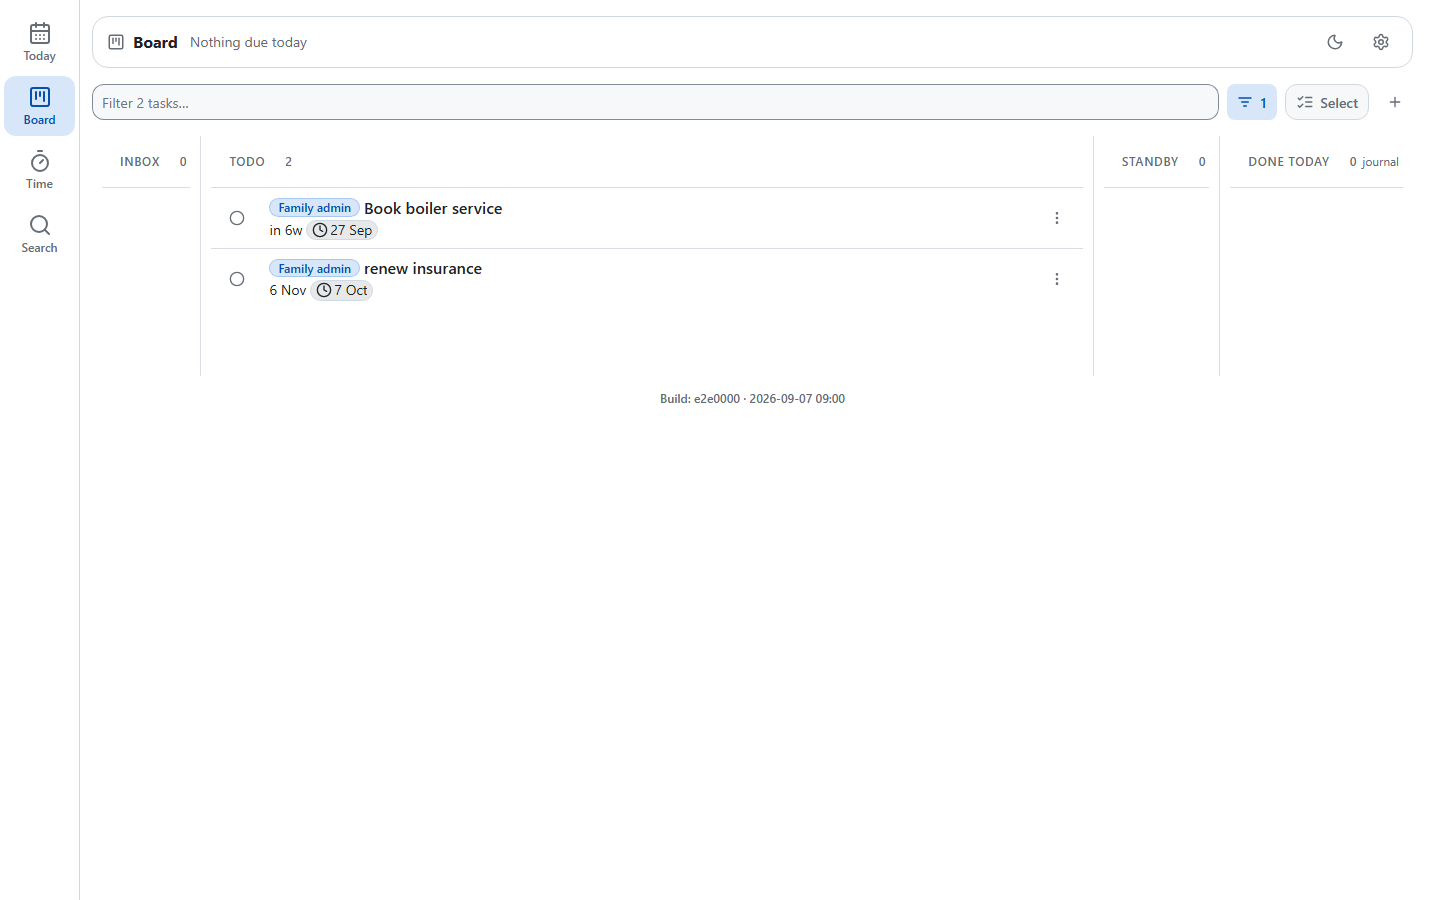 Today
Board
Time
Search
Board Nothing due today
Filter 2 tasks...
1
Select
INBOX 0
TODO 2
Family admin Book boiler service
in 6w 27 Sep
Family admin renew insurance
6 Nov 7 Oct
STANDBY 0
DONE TODAY 0 journal
Build: e2e0000 · 2026-09-07 09:00